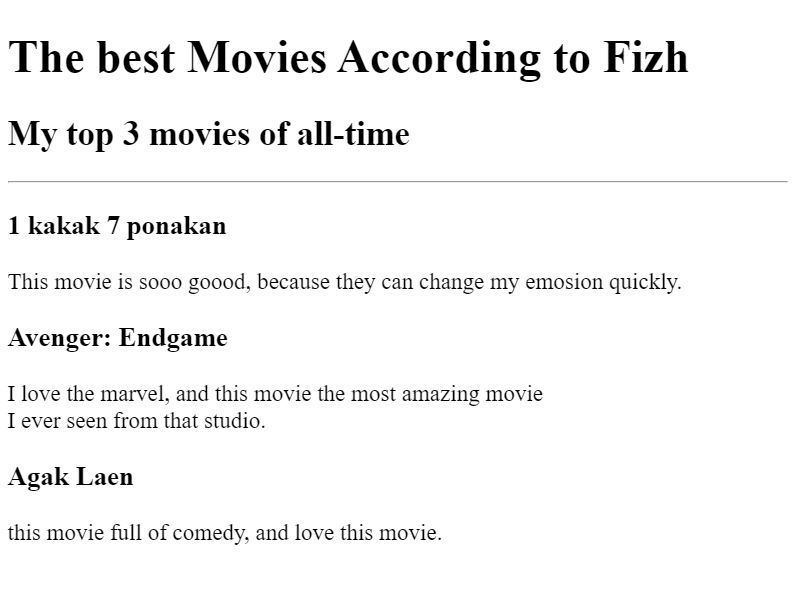 The best Movies According to Fizh
My top 3 movies of all-time
1 kakak 7 ponakan
This movie is sooo goood, because they can change my emosion quickly.
Avenger: Endgame
I love the marvel, and this movie the most amazing movie
I ever seen from that studio.
Agak Laen
this movie full of comedy, and love this movie.